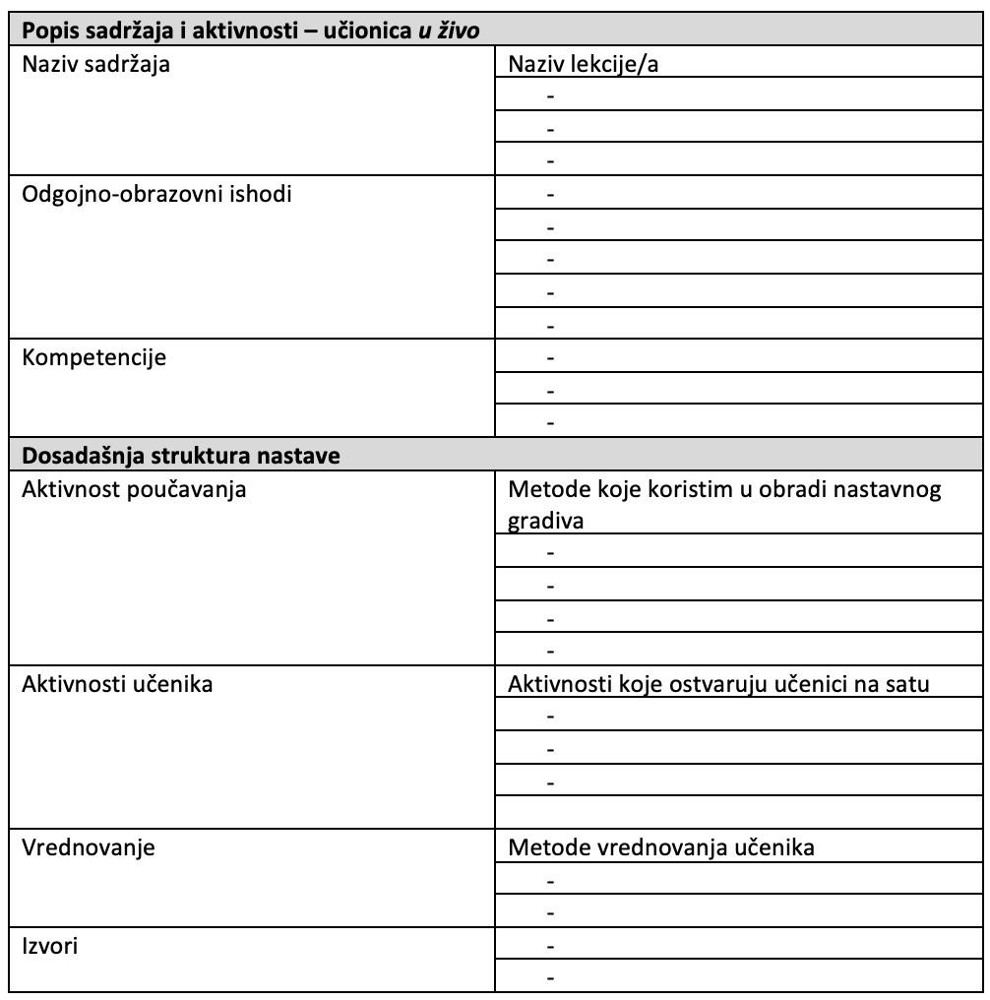 Popis sadržaja i aktivnosti – učionica u živo
Naziv sadržaja
Naziv lekcije/a
-
-
-
Odgojno-obrazovni ishodi
-
-
-
-
-
Kompetencije
-
-
-
Dosadašnja struktura nastave
Aktivnost poučavanja
Metode koje koristim u obradi nastavnog
gradiva
-
-
-
-
Aktivnosti učenika
Aktivnosti koje ostvaruju učenici na satu
-
-
-
Vrednovanje
Metode vrednovanja učenika
-
-
Izvori
-
-